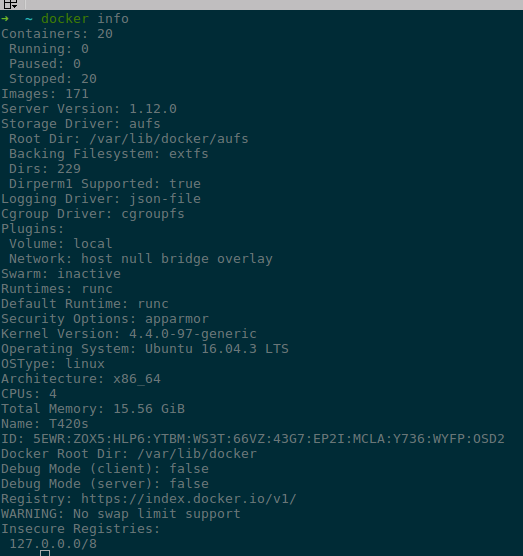 ➜  ~ docker info
Containers: 20
 Running: 0
 Paused: 0
 Stopped: 20
Images: 171
Server Version: 1.12.0
Storage Driver: aufs
 Root Dir: /var/lib/docker/aufs
 Backing Filesystem: extfs
 Dirs: 229
 Dirperm1 Supported: true
Logging Driver: json-file
Cgroup Driver: cgroupfs
Plugins:
 Volume: local
 Network: host null bridge overlay
Swarm: inactive
Runtimes: runc
Default Runtime: runc
Security Options: apparmor
Kernel Version: 4.4.0-97-generic
Operating System: Ubuntu 16.04.3 LTS
OSType: linux
Architecture: x86_64
CPUs: 4
Total Memory: 15.56 GiB
Name: T420s
ID: 5EWR:ZOX5:HLP6:YTBM:WS3T:66VZ:43G7:EP2I:MCLA:Y736:WYFP:OSD2
Docker Root Dir: /var/lib/docker
Debug Mode (client): false
Debug Mode (server): false
Registry: https://index.docker.io/v1/
WARNING: No swap limit support
Insecure Registries:
 127.0.0.0/8